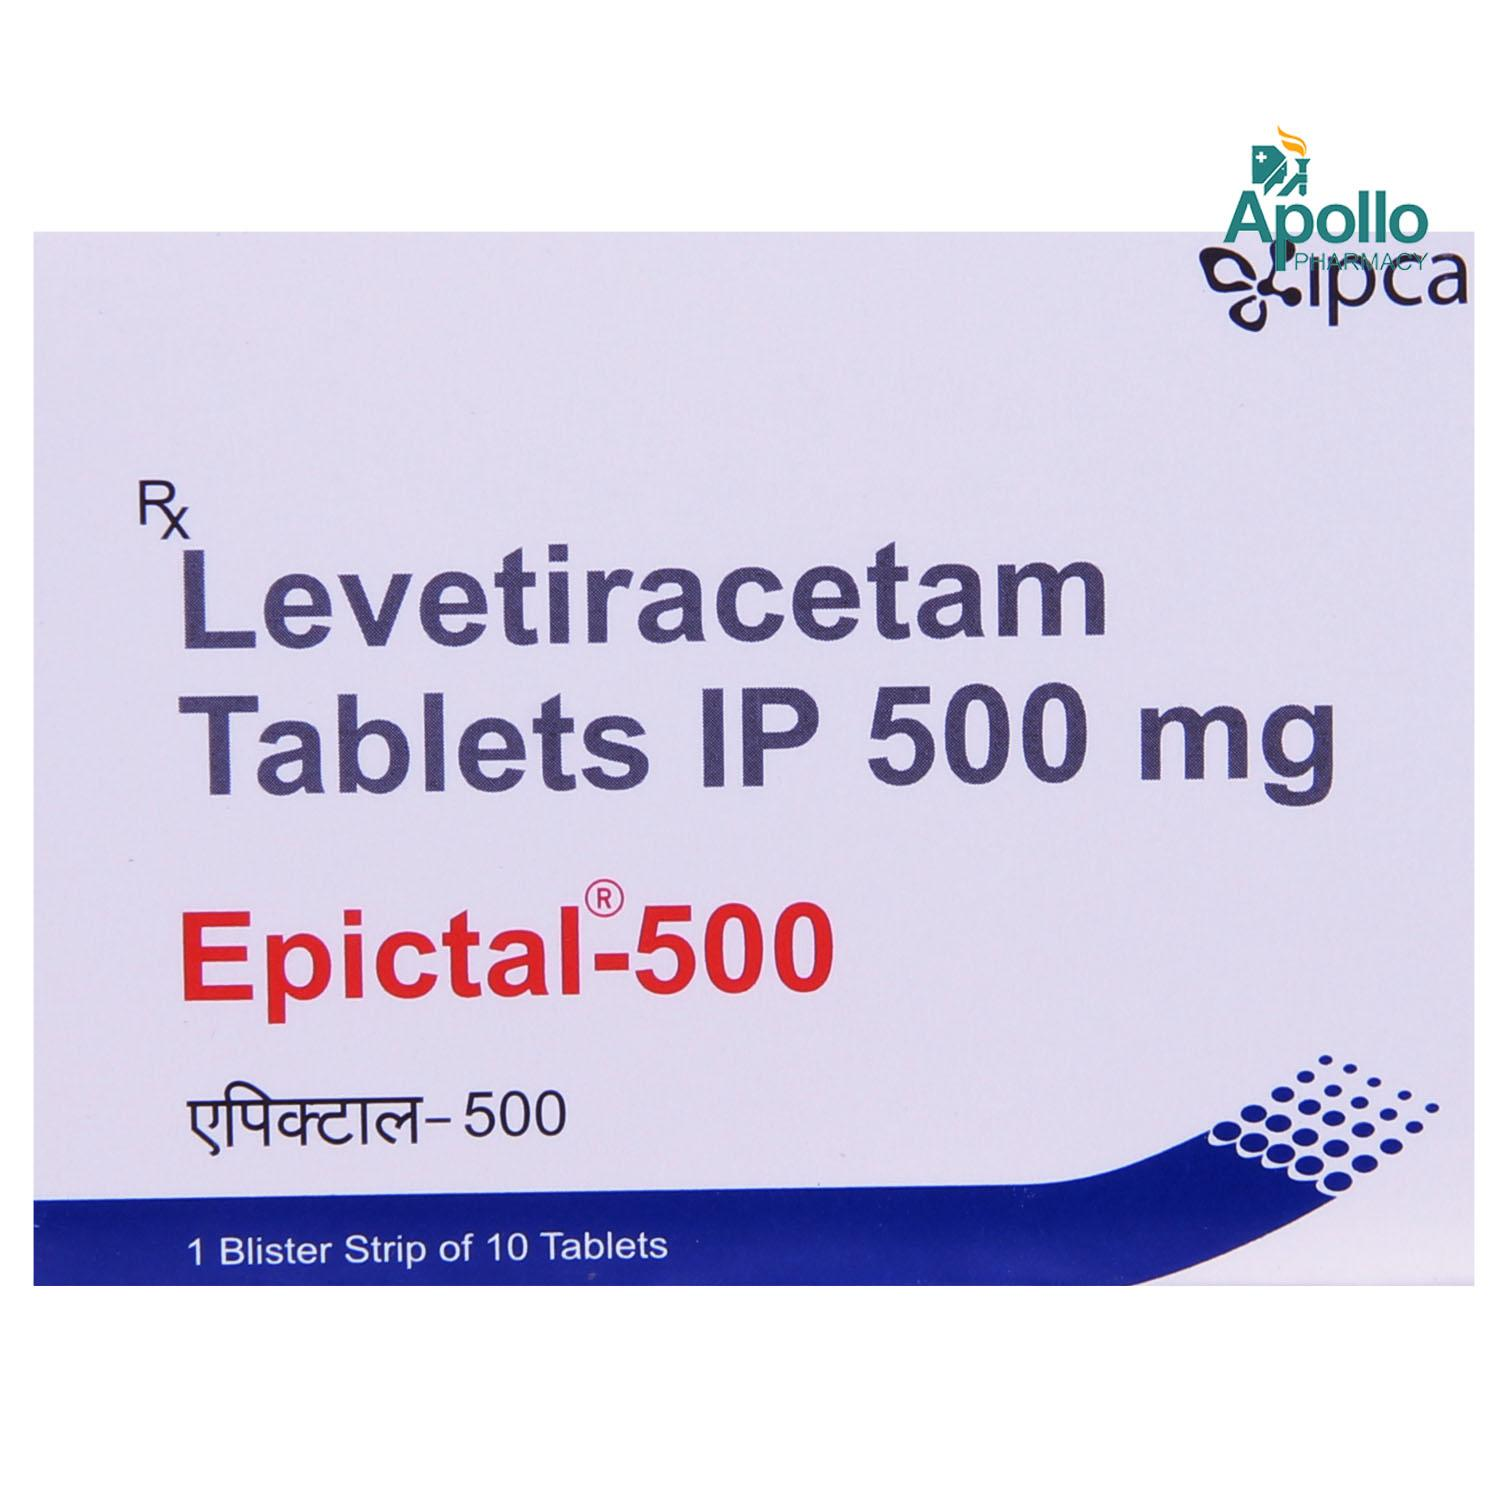 Apollo
PHARMACY
ipca
Rx
Levetiracetam
Tablets IP 500 mg
Epictal®-500
एपिक्टाल-500
1 Blister Strip of 10 Tablets